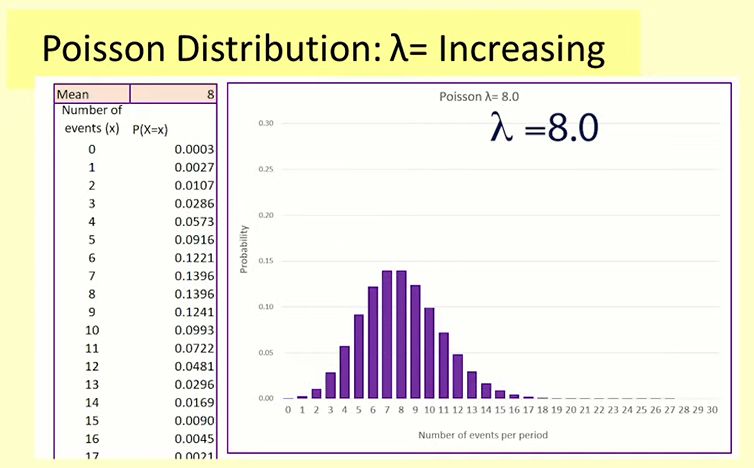 Poisson Distribution: λ= Increasing
Mean 8
Number of
events (x) P(X=x)
0 0.0003
1 0.0027
2 0.0107
3 0.0286
4 0.0573
5 0.0916
6 0.1221
7 0.1396
8 0.1396
9 0.1241
10 0.0993
11 0.0722
12 0.0481
13 0.0296
14 0.0169
15 0.0090
16 0.0045
17 0.0021
Poisson λ= 8.0
λ =8.0
0.30
0.25
0.20
0.15
0.10
0.05
0.00
Probability
0 1 2 3 4 5 6 7 8 9 10 11 12 13 14 15 16 17 18 19 20 21 22 23 24 25 26 27 28 29 30
Number of events per period